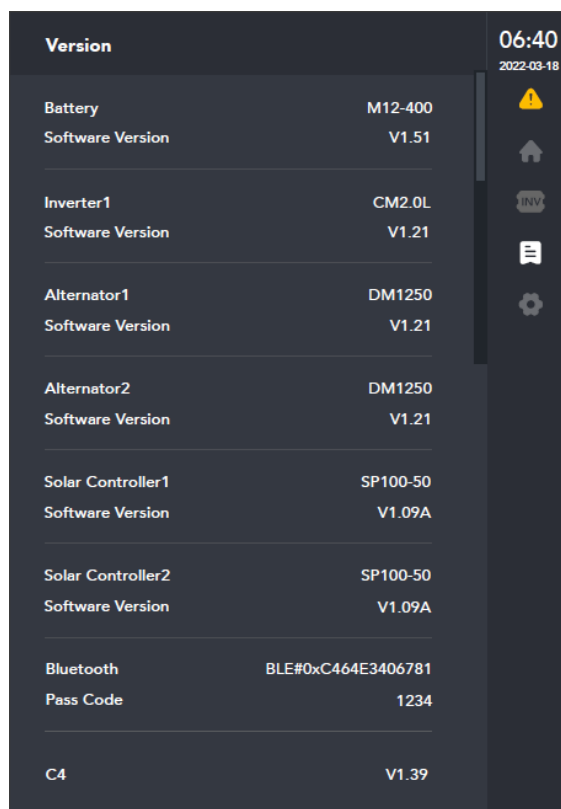 Version
06:40
2022-03-18
Battery M12-400
Software Version V1.51
Inverter1 CM2.0L
Software Version V1.21
INV
Alternator1 DM1250
Software Version V1.21
Alternator2 DM1250
Software Version V1.21
Solar Controller1 SP100-50
Software Version V1.09A
Solar Controller2 SP100-50
Software Version V1.09A
Bluetooth BLE#0xC464E3406781
Pass Code 1234
C4 V1.39